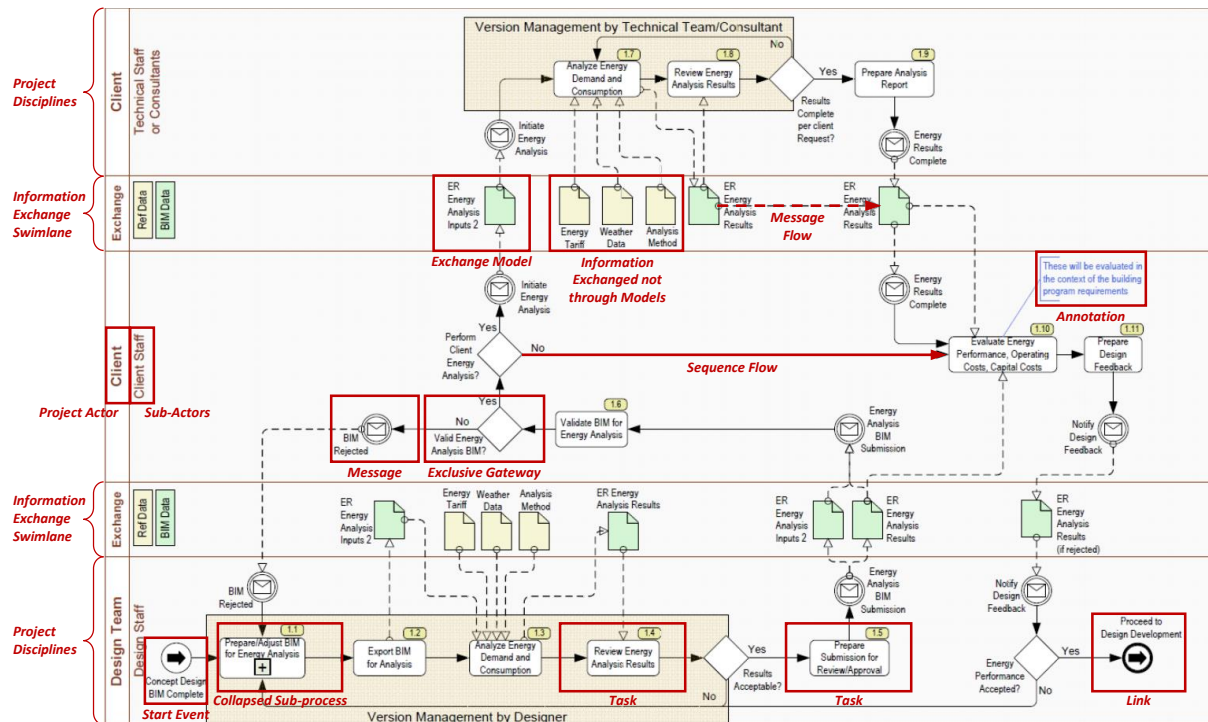 Version Management by Technical Team/Consultant
No
1.7
Analyze Energy
Demand and
Consumption
1.8
Review Energy
Analysis Results
Yes
Results
Complete
per client
Request?
1.9
Prepare Analysis
Report
Project
Disciplines
Client
Technical Staff
or Consultants
Initiate
Energy
Analysis
Energy
Results
Complete
Information
Exchange
Swimlane
Exchange
Ref Data
BIM Data
ER
Energy
Analysis
Inputs 2
Exchange Model
Energy
Tariff
Weather
Data
Analysis
Method
Information
Exchanged not
through Models
ER
Energy
Analysis
Results
Message
Flow
ER
Energy
Analysis
Results
Initiate
Energy
Analysis
Energy
Results
Complete
These will be evaluated in
the context of the building
program requirements
Annotation
Client
Client Staff
Project Actor
Sub-Actors
Yes
Perform
Client
Energy
Analysis?
No
Sequence Flow
1.10
Evaluate Energy
Performance, Operating
Costs, Capital Costs
1.11
Prepare
Design
Feedback
Yes
No
BIM
Rejected
Message
Valid Energy
Analysis BIM?
Exclusive Gateway
1.6
Validate BIM for
Energy Analysis
Energy
Analysis
BIM
Submission
Notify
Design
Feedback
Information
Exchange
Swimlane
Exchange
Ref Data
BIM Data
ER
Energy
Analysis
Inputs 2
Energy
Tariff
Weather
Data
Analysis
Method
ER Energy
Analysis Results
ER
Energy
Analysis
Inputs 2
ER
Energy
Analysis
Results
ER
Energy
Analysis
Results
(if rejected)
Project
Disciplines
Design Team
Design Staff
BIM
Rejected
Energy
Analysis
BIM
Submission
Notify
Design
Feedback
Concept Design
BIM Complete
Start Event
1.1
Prepare/Adjust BIM
for Energy Analysis
Collapsed Sub-process
1.2
Export BIM
for Analysis
1.3
Analyze Energy
Demand and
Consumption
1.4
Review Energy
Analysis Results
Task
Yes
Results
Acceptable?
No
1.5
Prepare
Submission for
Review/Approval
Task
Energy
Performance
Accepted?
Yes
No
Proceed to
Design Development
Link
Version Management by Designer